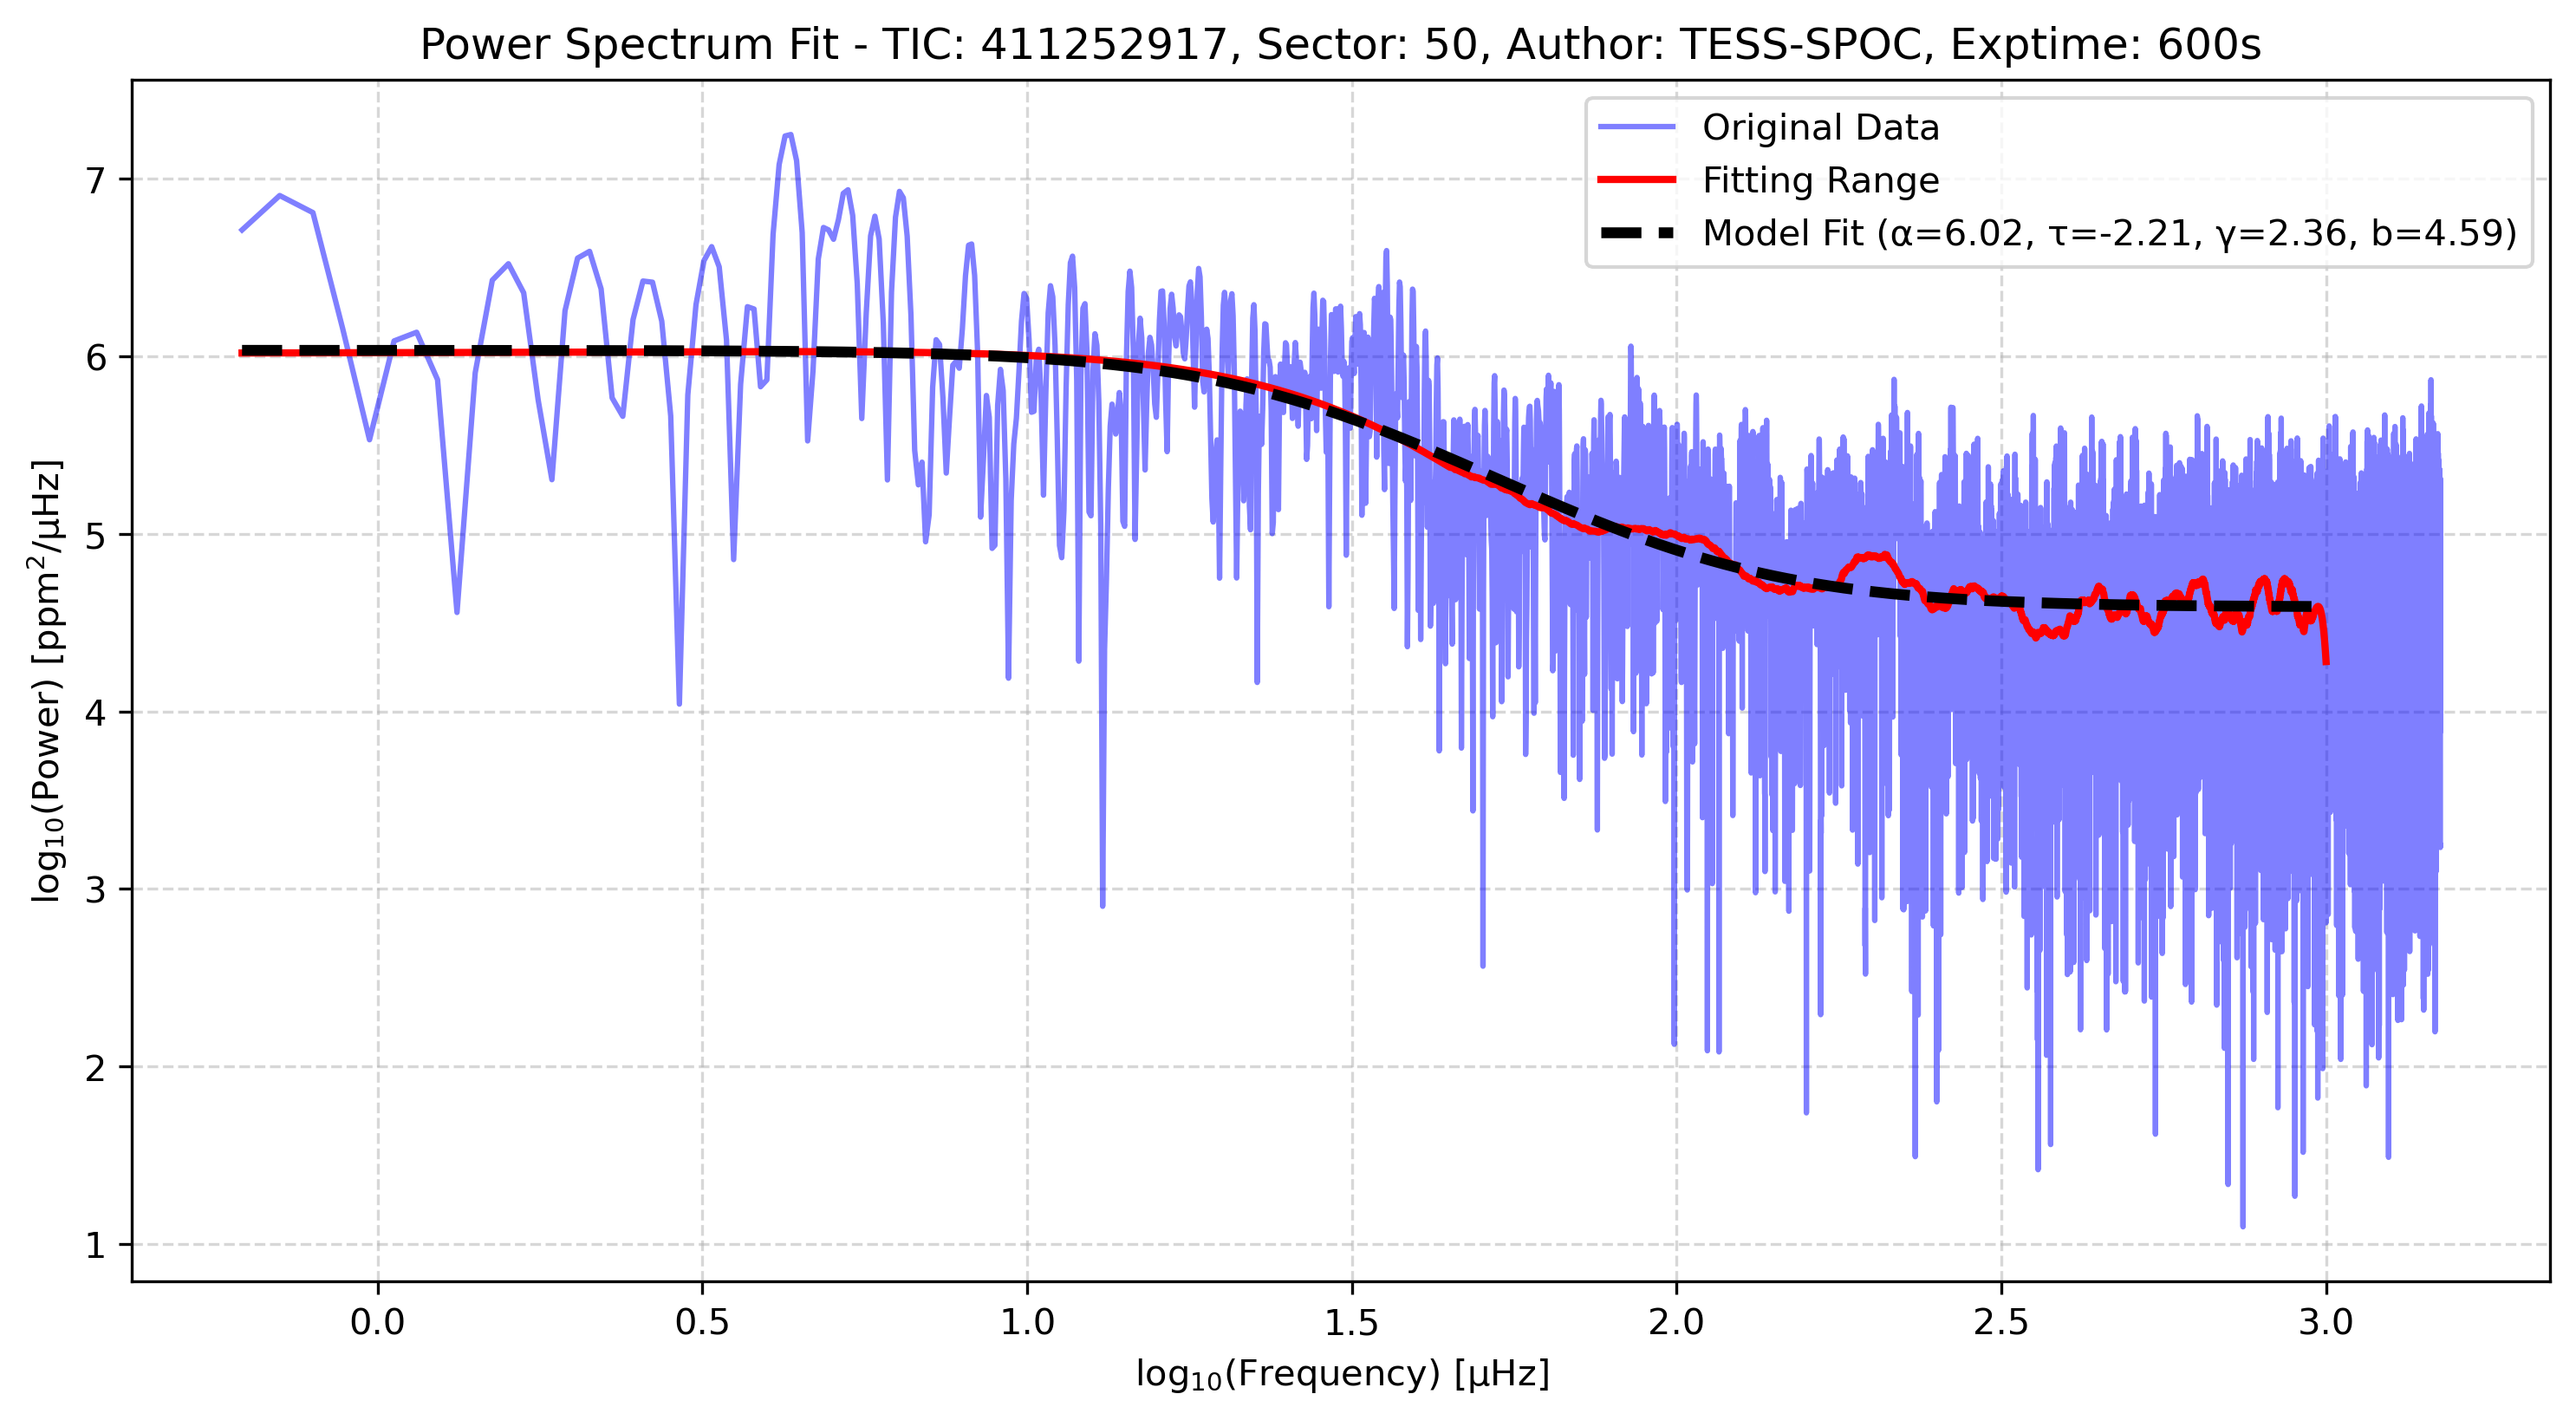 Power Spectrum Fit - TIC: 411252917, Sector: 50, Author: TESS-SPOC, Exptime: 600s
Original Data
Fitting Range
Model Fit (α=6.02, τ=-2.21, γ=2.36, b=4.59)
log₁₀(Power) [ppm²/μHz]
7
6
5
4
3
2
1
0.0 0.5 1.0 1.5 2.0 2.5 3.0
log₁₀(Frequency) [μHz]